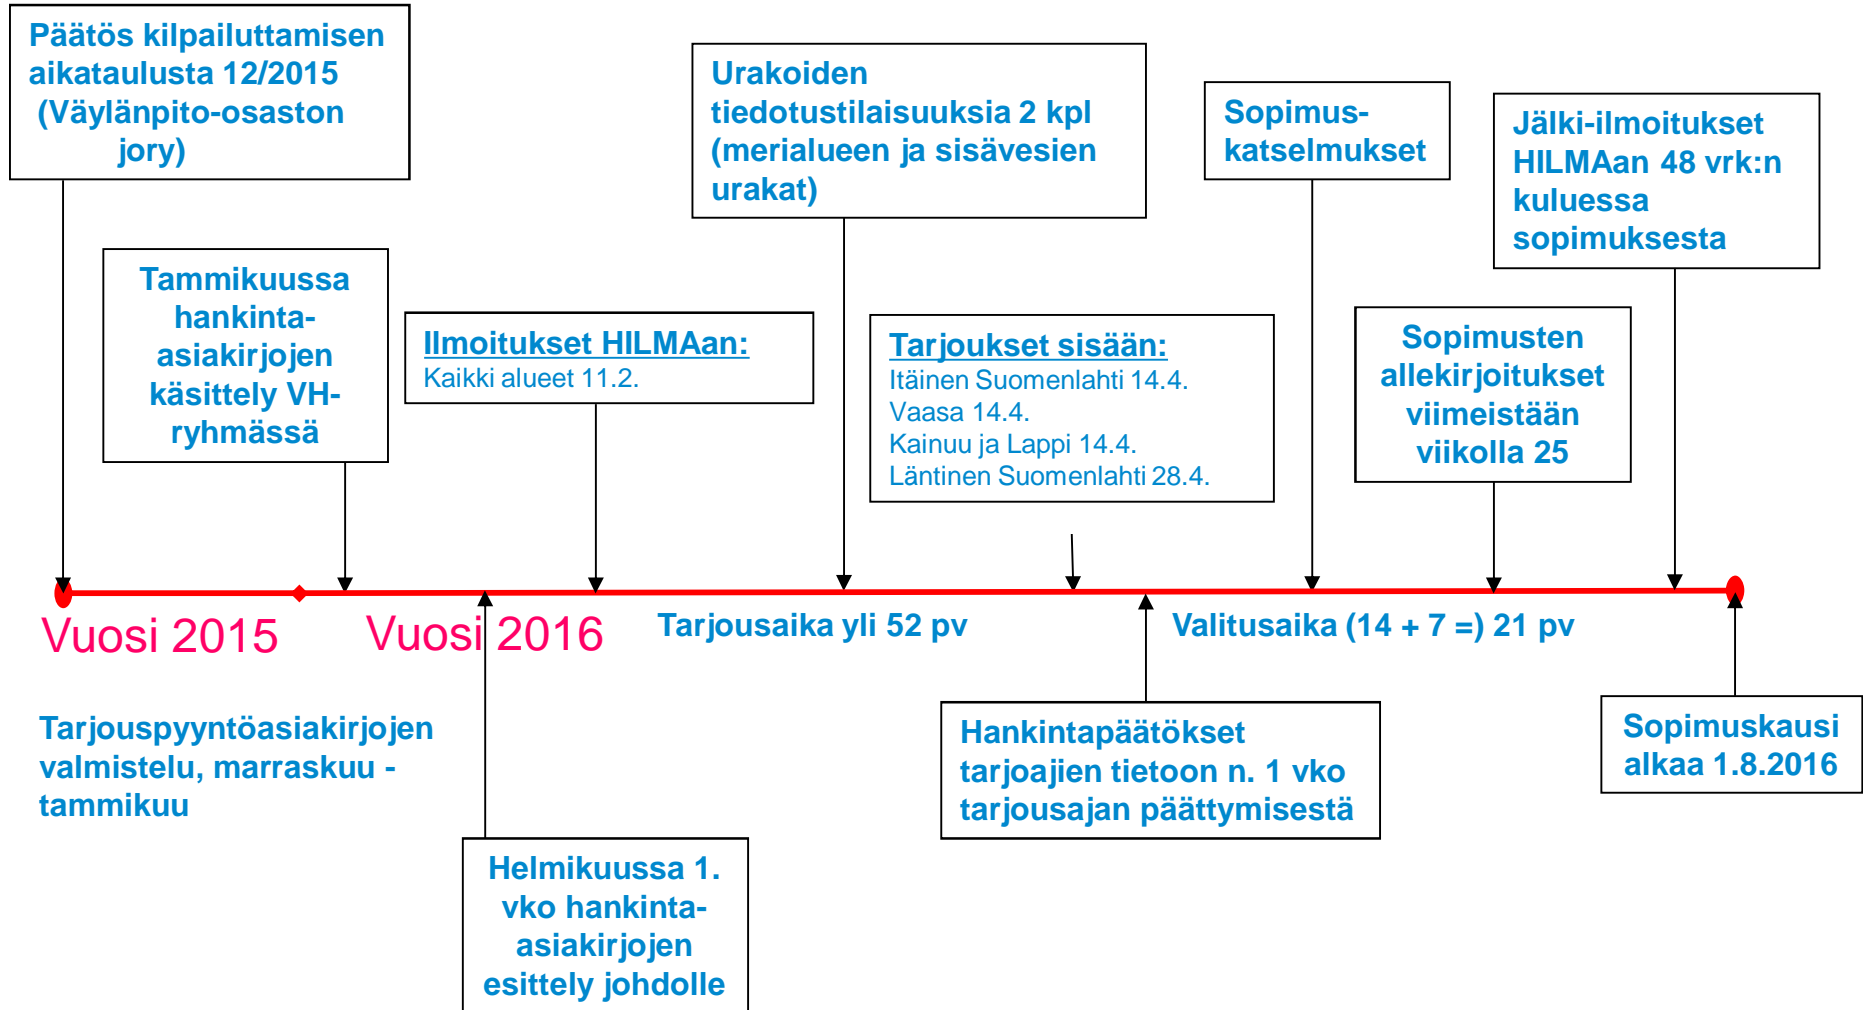 Päätös kilpailuttamisen
aikataulusta 12/2015
(Väylänpito-osaston
jory)
Tammikuussa
hankinta-
asiakirjojen
käsittely VH-
ryhmässä
Ilmoitukset HILMAan:
Kaikki alueet 11.2.
Urakoiden
tiedotustilaisuuksia 2 kpl
(merialueen ja sisävesien
urakat)
Tarjoukset sisään:
Itäinen Suomenlahti 14.4.
Vaasa 14.4.
Kainuu ja Lappi 14.4.
Läntinen Suomenlahti 28.4.
Sopimus-
katselmukset
Sopimusten
allekirjoitukset
viimeistään
viikolla 25
Jälki-ilmoitukset
HILMAan 48 vrk:n
kuluessa
sopimuksesta
Vuosi 2015
Vuosi 2016
Tarjousaika yli 52 pv
Valitusaika (14 + 7 =) 21 pv
Tarjouspyyntöasiakirjojen
valmistelu, marraskuu -
tammikuu
Helmikuussa 1.
vko hankinta-
asiakirjojen
esittely johdolle
Hankintapäätökset
tarjoajien tietoon n. 1 vko
tarjousajan päättymisestä
Sopimuskausi
alkaa 1.8.2016